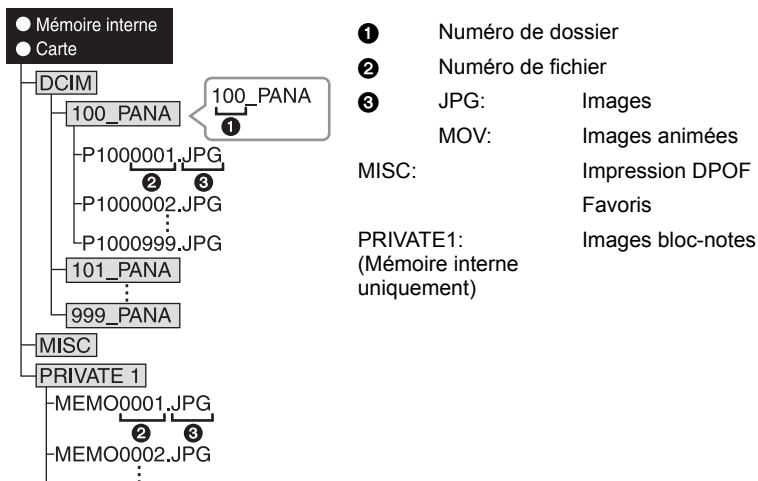 ● Mémoire interne
● Carte
DCIM
100_PANA
100_PANA
❶
P1000001.JPG
❷ ❸
P1000002.JPG
P1000999.JPG
101_PANA
999_PANA
MISC
PRIVATE 1
MEMO0001.JPG
❷ ❸
MEMO0002.JPG
❶ Numéro de dossier
❷ Numéro de fichier
❸ JPG: Images
MOV: Images animées
MISC: Impression DPOF
Favoris
PRIVATE1: Images bloc-notes
(Mémoire interne
uniquement)